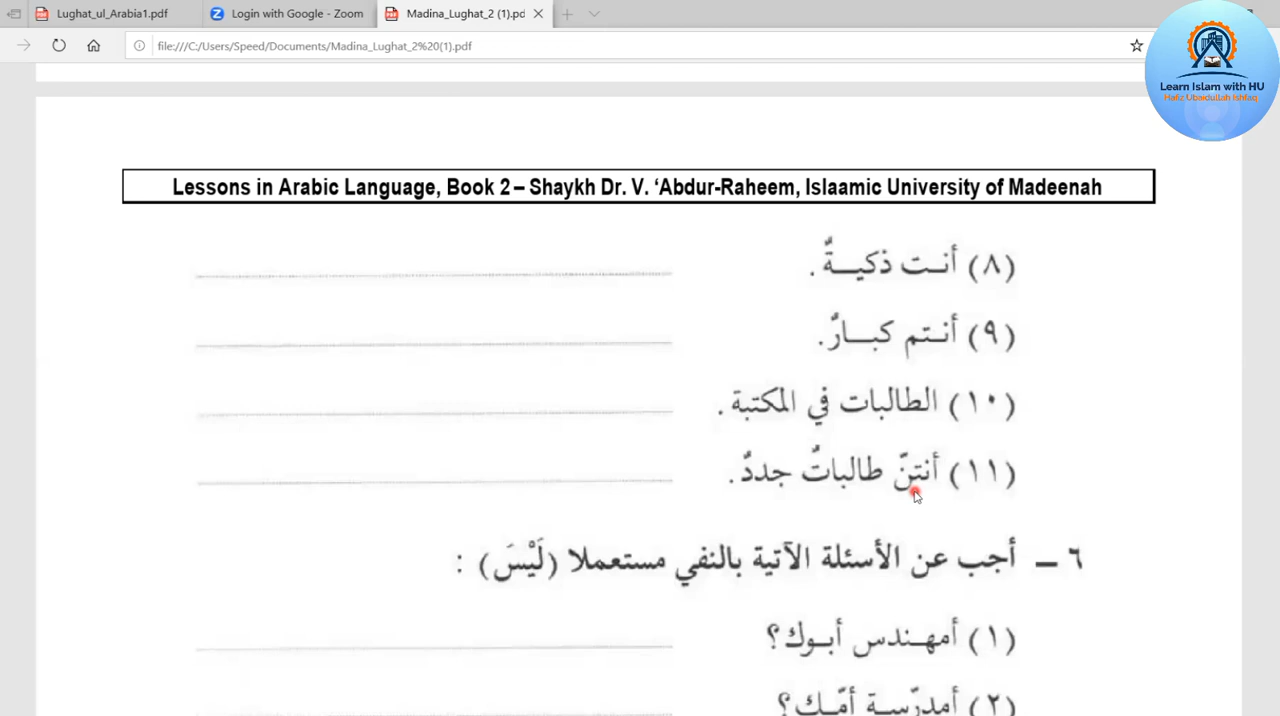 Lughat_ul_Arabia1.pdf
Login with Google - Zoom
Madina_Lughat_2 (1).pd
file:///C:/Users/Speed/Documents/Madina_Lughat_2%20(1).pdf
Learn Islam with HU
Hafiz Ubaidullah Ishfaq
Lessons in Arabic Language, Book 2 – Shaykh Dr. V. ‘Abdur-Raheem, Islaamic University of Madeenah
(٨) أنت ذكيةٌ .
(٩) أنتم كبارٌ.
(١٠) الطالبات في المكتبة .
(١١) أنتنّ طالباتٌ جددٌ .
٦ ـ أجب عن الأسئلة الآتية بالنفي مستعملا (لَيْسَ) :
(١) أمهندس أبوك؟
(٢) أمدرّسة أمّك؟